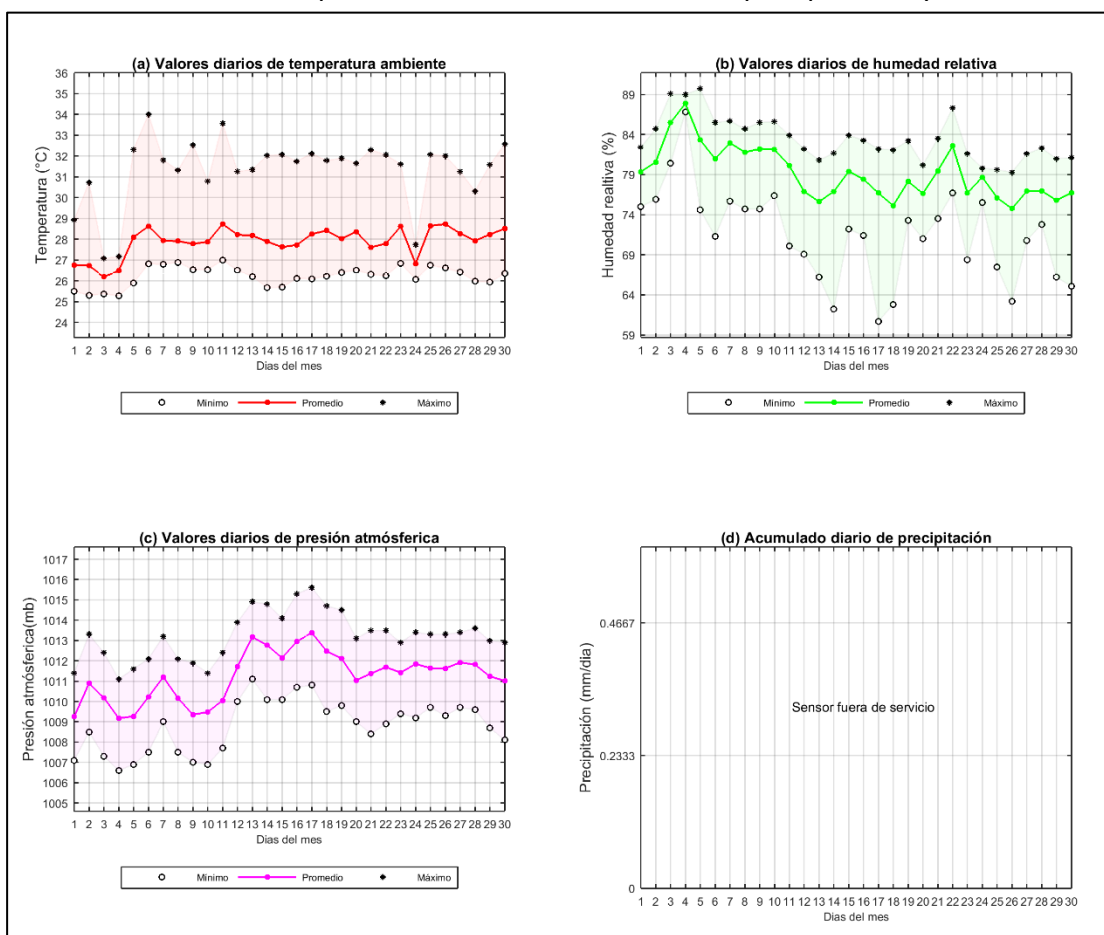 (a) Valores diarios de temperatura ambiente
36
35
34
33
32
31
30
29
28
27
26
25
24
Temperatura (°C)
1 2 3 4 5 6 7 8 9 10 11 12 13 14 15 16 17 18 19 20 21 22 23 24 25 26 27 28 29 30
Dias del mes
Mínimo Promedio Máximo
(b) Valores diarios de humedad relativa
89
84
79
74
69
64
59
Humedad realtiva (%)
1 2 3 4 5 6 7 8 9 10 11 12 13 14 15 16 17 18 19 20 21 22 23 24 25 26 27 28 29 30
Dias del mes
Mínimo Promedio Máximo
(c) Valores diarios de presión atmósferica
1017
1016
1015
1014
1013
1012
1011
1010
1009
1008
1007
1006
1005
Presión atmósferica(mb)
1 2 3 4 5 6 7 8 9 10 11 12 13 14 15 16 17 18 19 20 21 22 23 24 25 26 27 28 29 30
Dias del mes
Mínimo Promedio Máximo
(d) Acumulado diario de precipitación
0.4667
0.2333
0
Precipitación (mm/dia)
Sensor fuera de servicio
1 2 3 4 5 6 7 8 9 10 11 12 13 14 15 16 17 18 19 20 21 22 23 24 25 26 27 28 29 30
Dias del mes